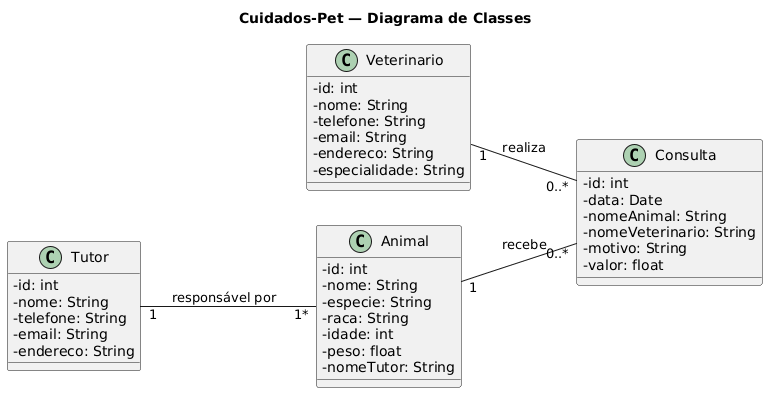 Cuidados-Pet — Diagrama de Classes
C Veterinario
-id: int
-nome: String
-telefone: String
-email: String
-endereco: String
-especialidade: String
1
realiza
0..*
C Consulta
-id: int
-data: Date
-nomeAnimal: String
-nomeVeterinario: String
-motivo: String
-valor: float
C Tutor
-id: int
-nome: String
-telefone: String
-email: String
-endereco: String
1
responsável por
1*
C Animal
-id: int
-nome: String
-especie: String
-raca: String
-idade: int
-peso: float
-nomeTutor: String
1
recebe
0..*